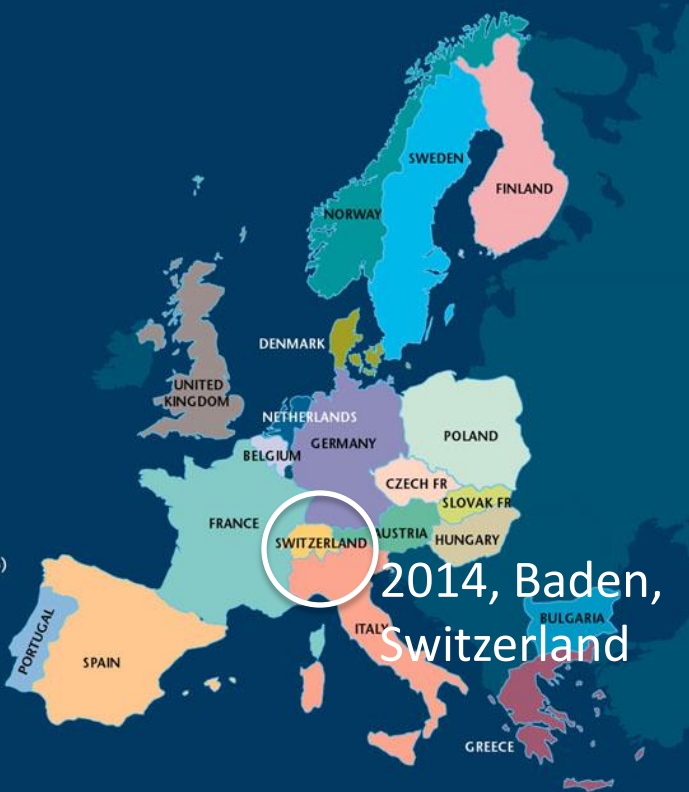 SWEDEN
FINLAND
NORWAY
DENMARK
UNITED
KINGDOM
NETHERLANDS
GERMANY
POLAND
BELGIUM
CZECH FR
SLOVAK FR
FRANCE
AUSTRIA
SWITZERLAND
HUNGARY
)
2014, Baden,
Switzerland
BULGARIA
PORTUGAL
ITALY
SPAIN
GREECE